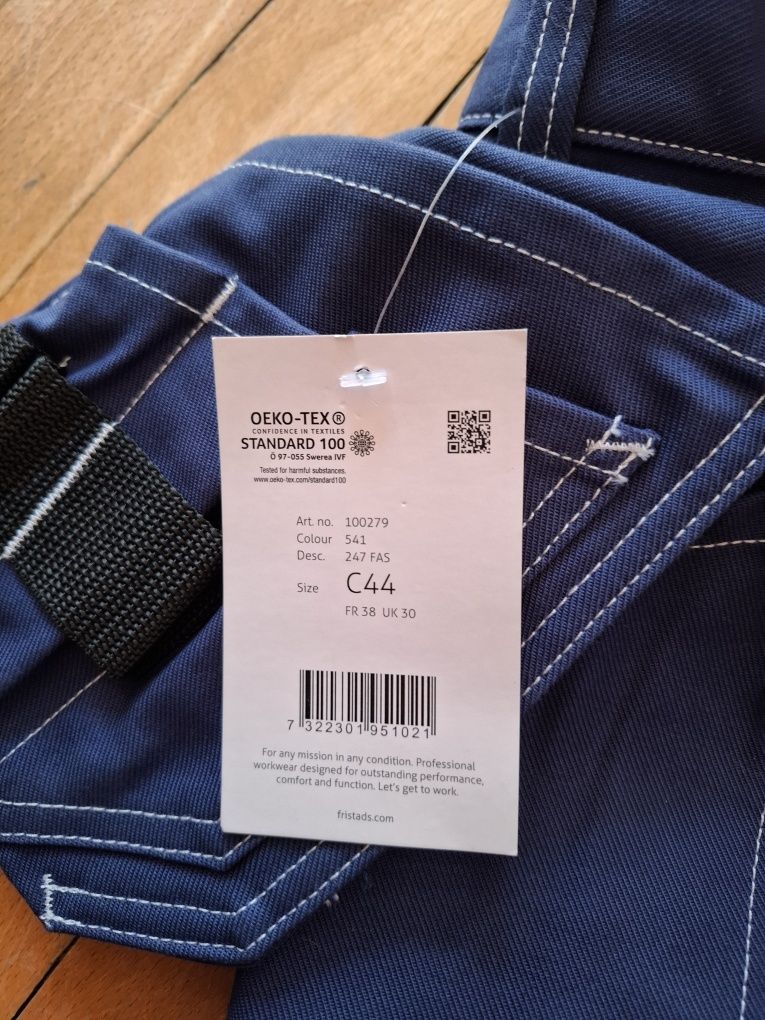 OEKO-TEX®
CONFIDENCE IN TEXTILES
STANDARD 100
Ö 97-055 Swerea IVF
Tested for harmful substances.
www.oeko-tex.com/standard100
Art. no. 100279
Colour 541
Desc. 247 FAS
Size C44
FR 38 UK 30
7 322301 951021
For any mission in any condition. Professional
workwear designed for outstanding performance,
comfort and function. Let's get to work.
fristads.com